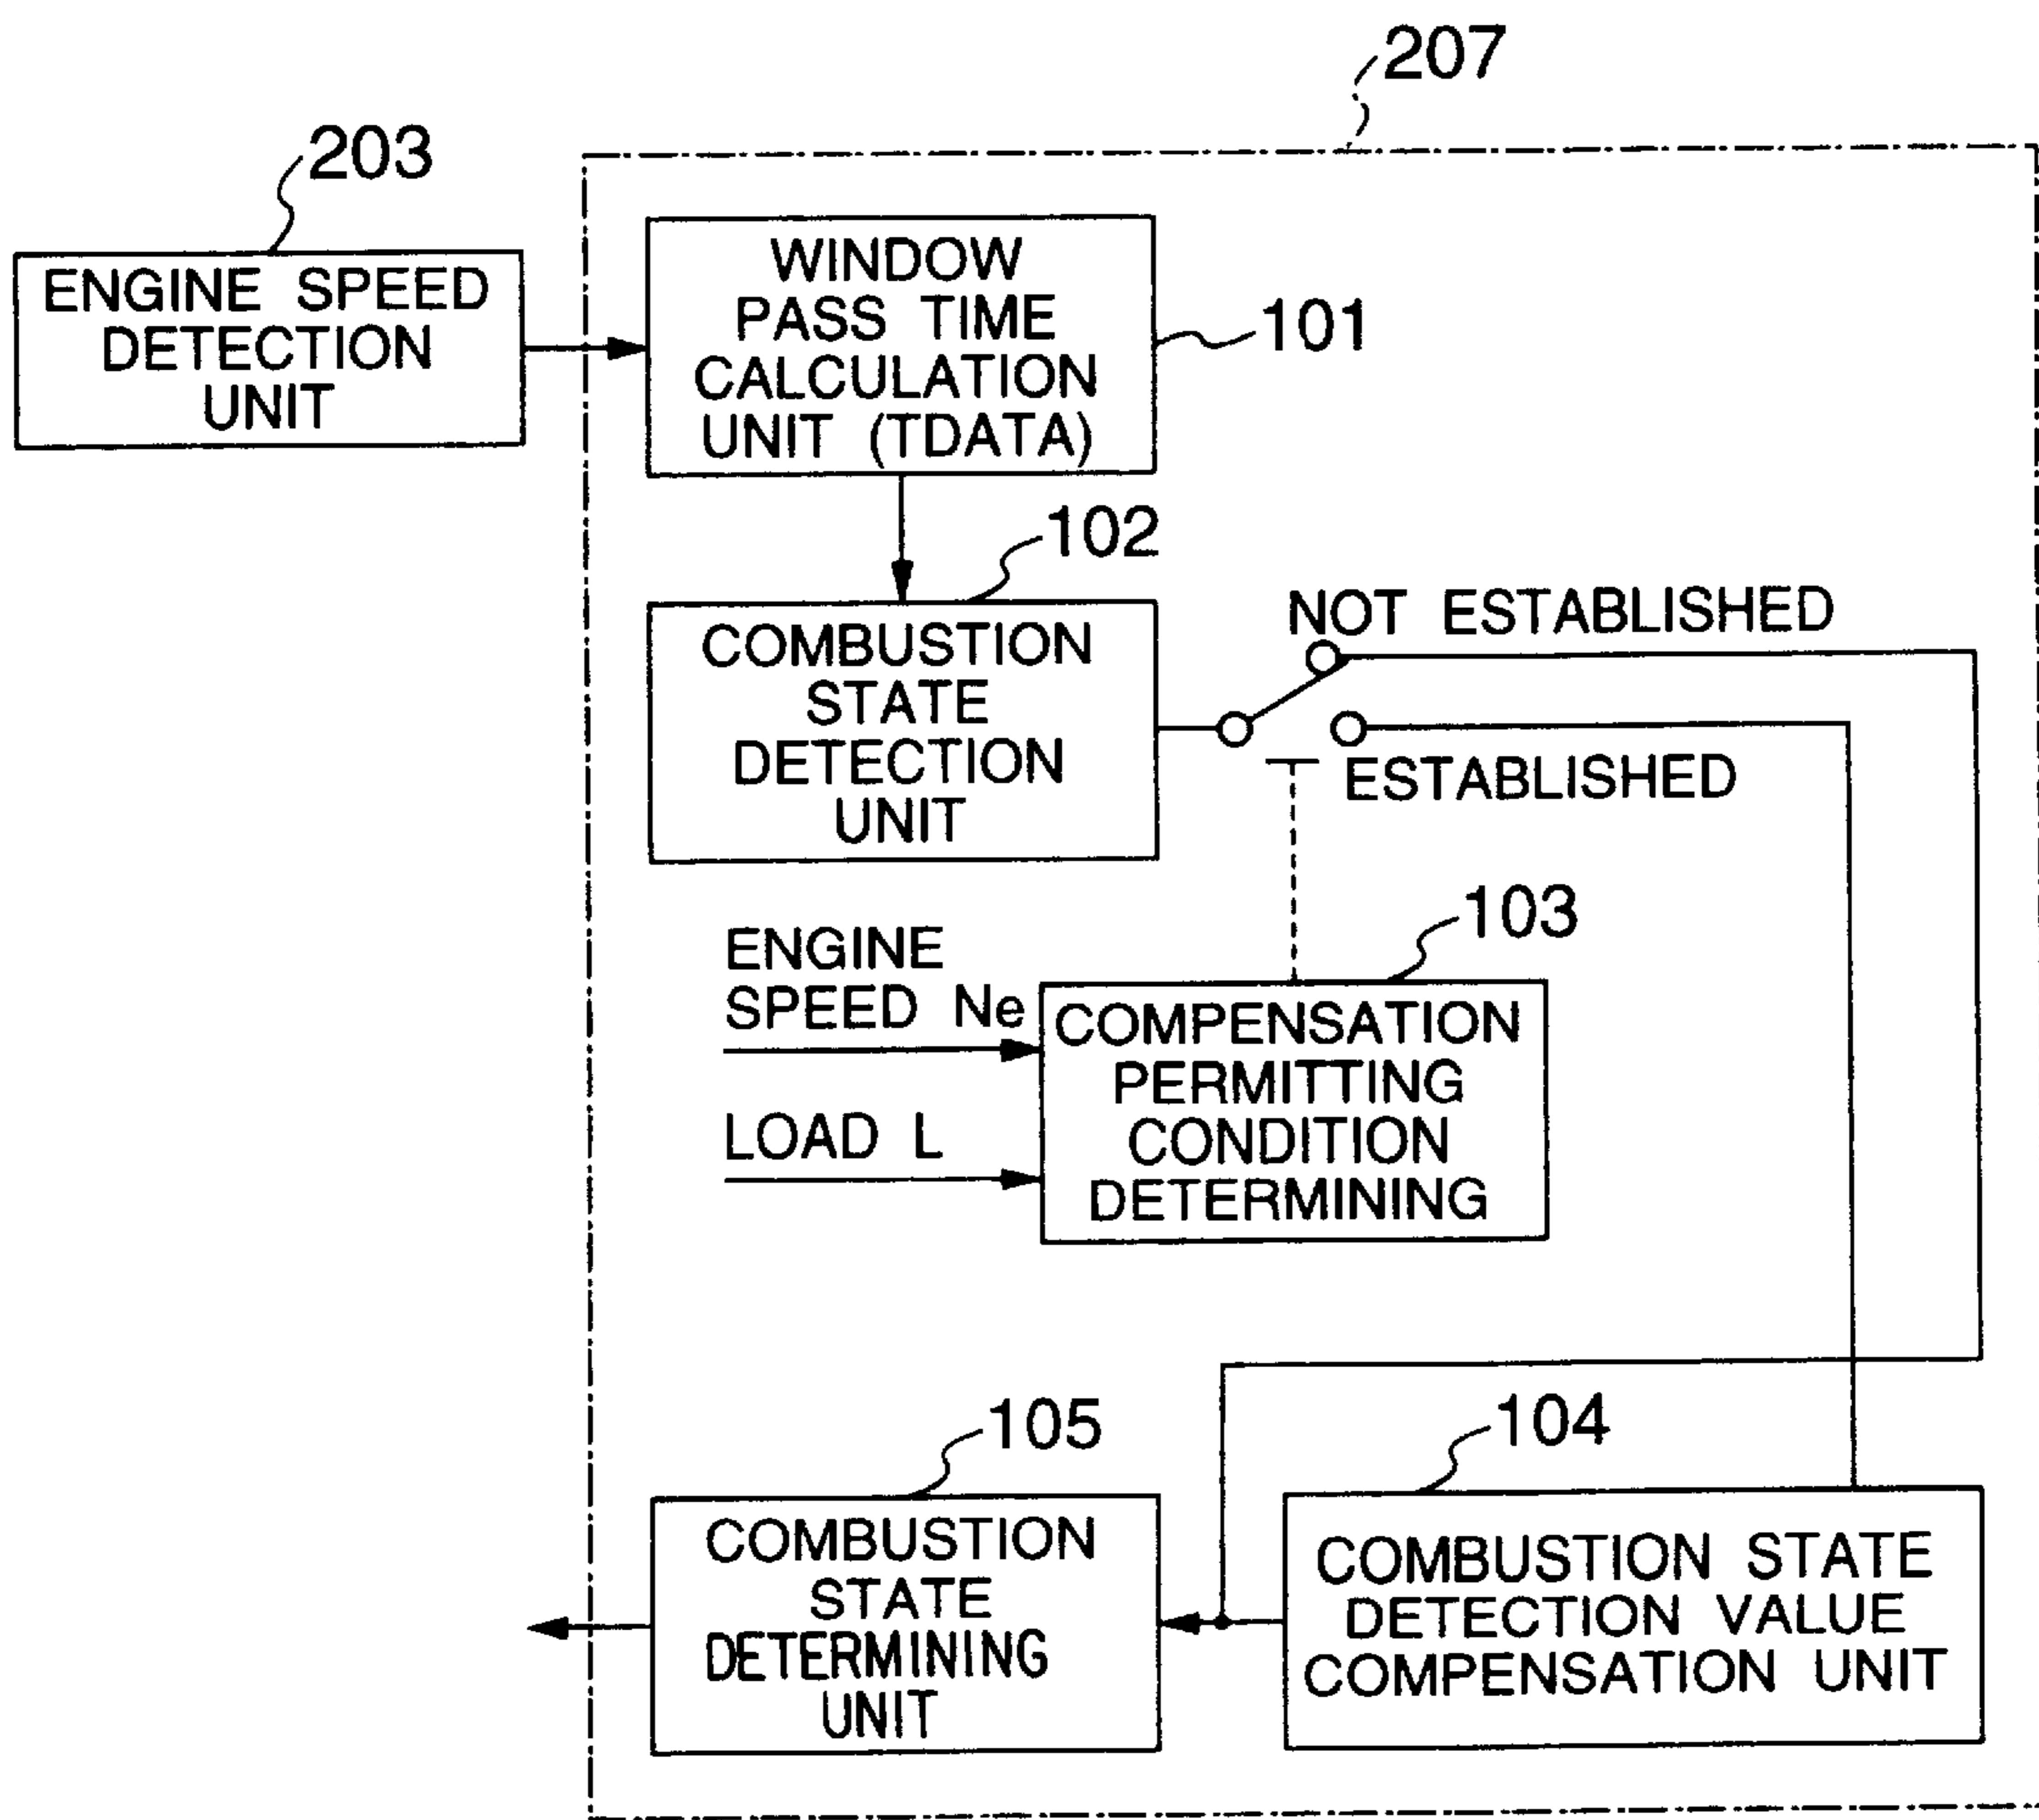 207
203
ENGINE SPEED
DETECTION
UNIT
WINDOW
PASS TIME
CALCULATION
UNIT (TDATA)
101
102
COMBUSTION
STATE
DETECTION
UNIT
NOT ESTABLISHED
ESTABLISHED
103
ENGINE
SPEED Ne
LOAD L
COMPENSATION
PERMITTING
CONDITION
DETERMINING
105
COMBUSTION
STATE
DETERMINING
UNIT
104
COMBUSTION STATE
DETECTION VALUE
COMPENSATION UNIT